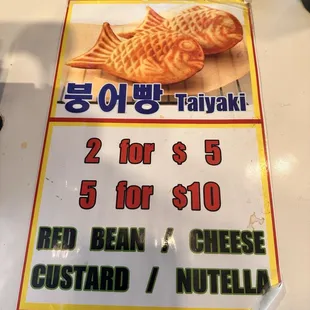 붕어빵 Taiyaki
2 for $ 5
5 for $10
RED BEAN / CHEESE
CUSTARD / NUTELLA